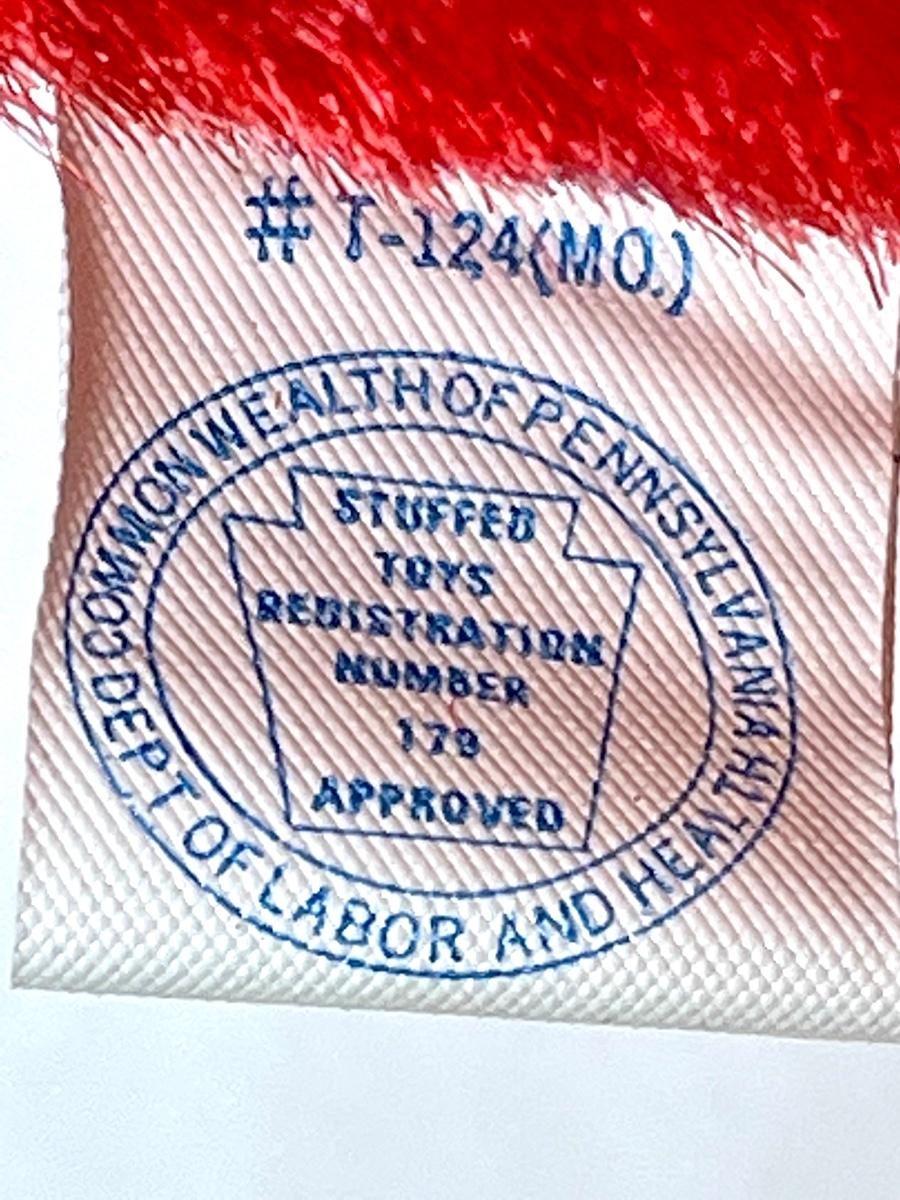 # T-124(MO.)
COMMONWEALTH OF PENNSYLVANIA
STUFFED
TOYS
REGISTRATION
NUMBER
179
APPROVED
DEPT OF LABOR AND HEALTH